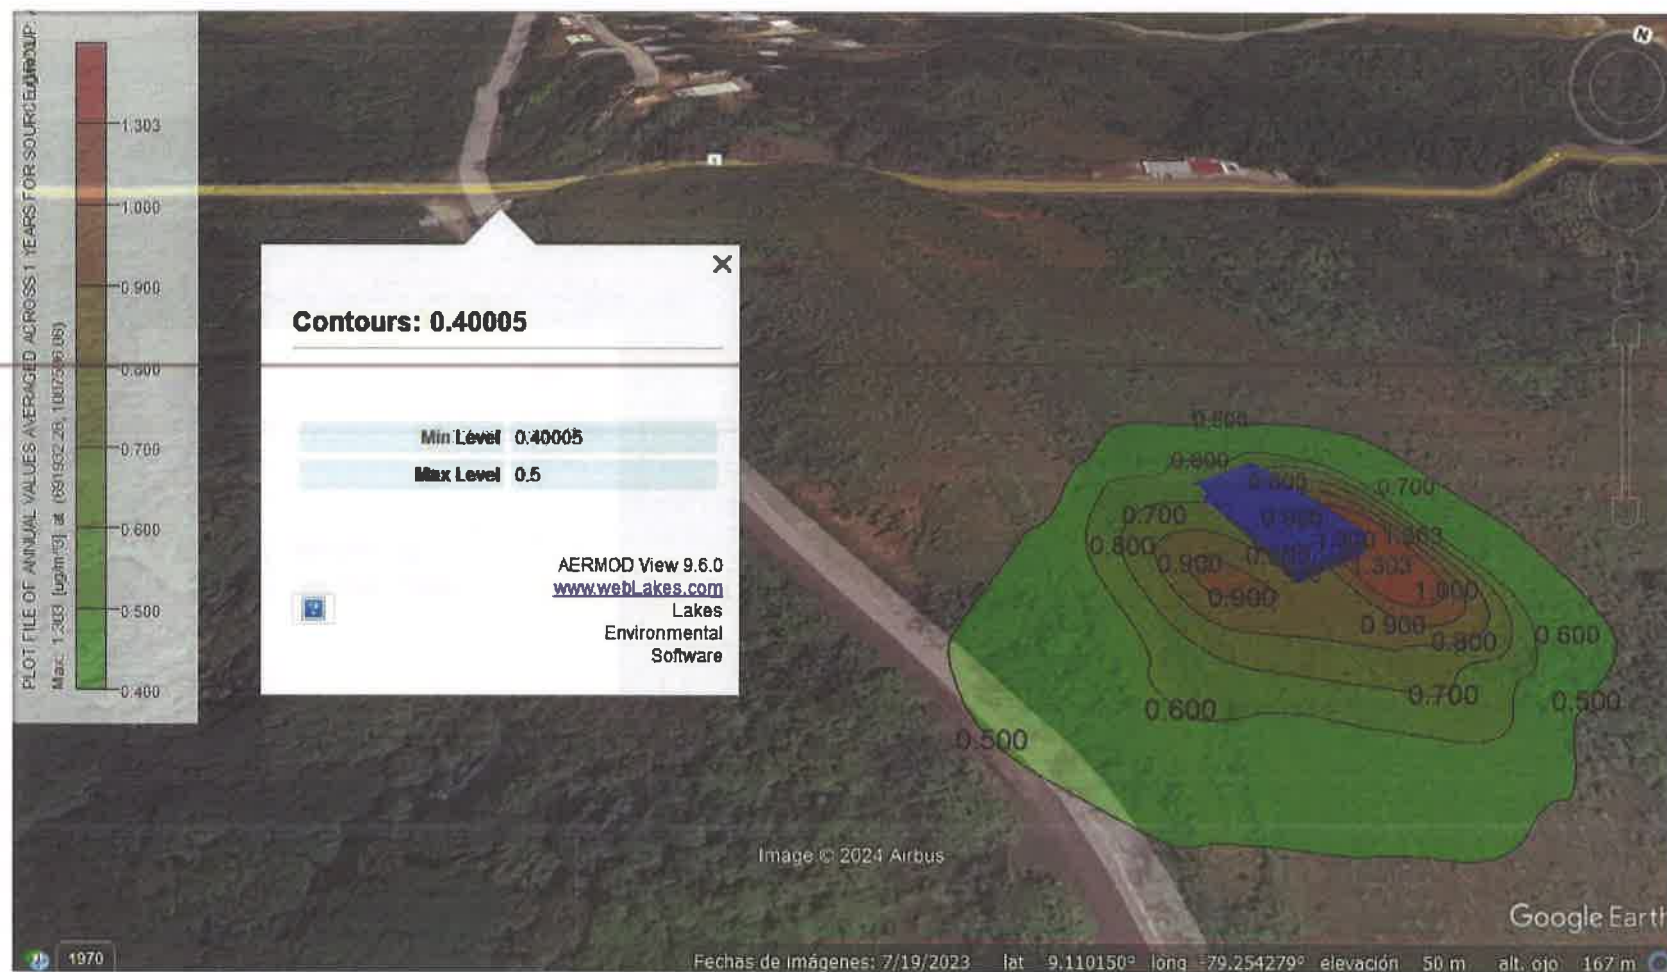 PLOT FILE OF ANNUAL VALUES AVERAGED ACROSS 1 YEARS FOR SOURCE GROUP:
Max: 1.303 [ug/m^3] at
1.303
1.000
0.900
0.800
0.700
0.600
0.500
0.400
1
N
Contours: 0.40005
Min Level 0.40005
Max Level 0.5
AERMOD View 9.6.0
www.webLakes.com
Lakes
Environmental
Software
0.800
0.600
0.700
0.700
0.900
0.900
1.303
1.000
0.900
0.800
0.600
0.700
0.600
0.500
0.500
Image © 2024 Airbus
Google Earth
1970
Fechas de imágenes: 7/19/2023 lat 9.110150° long -79.254279° elevación 50 m alt. ojo 167 m